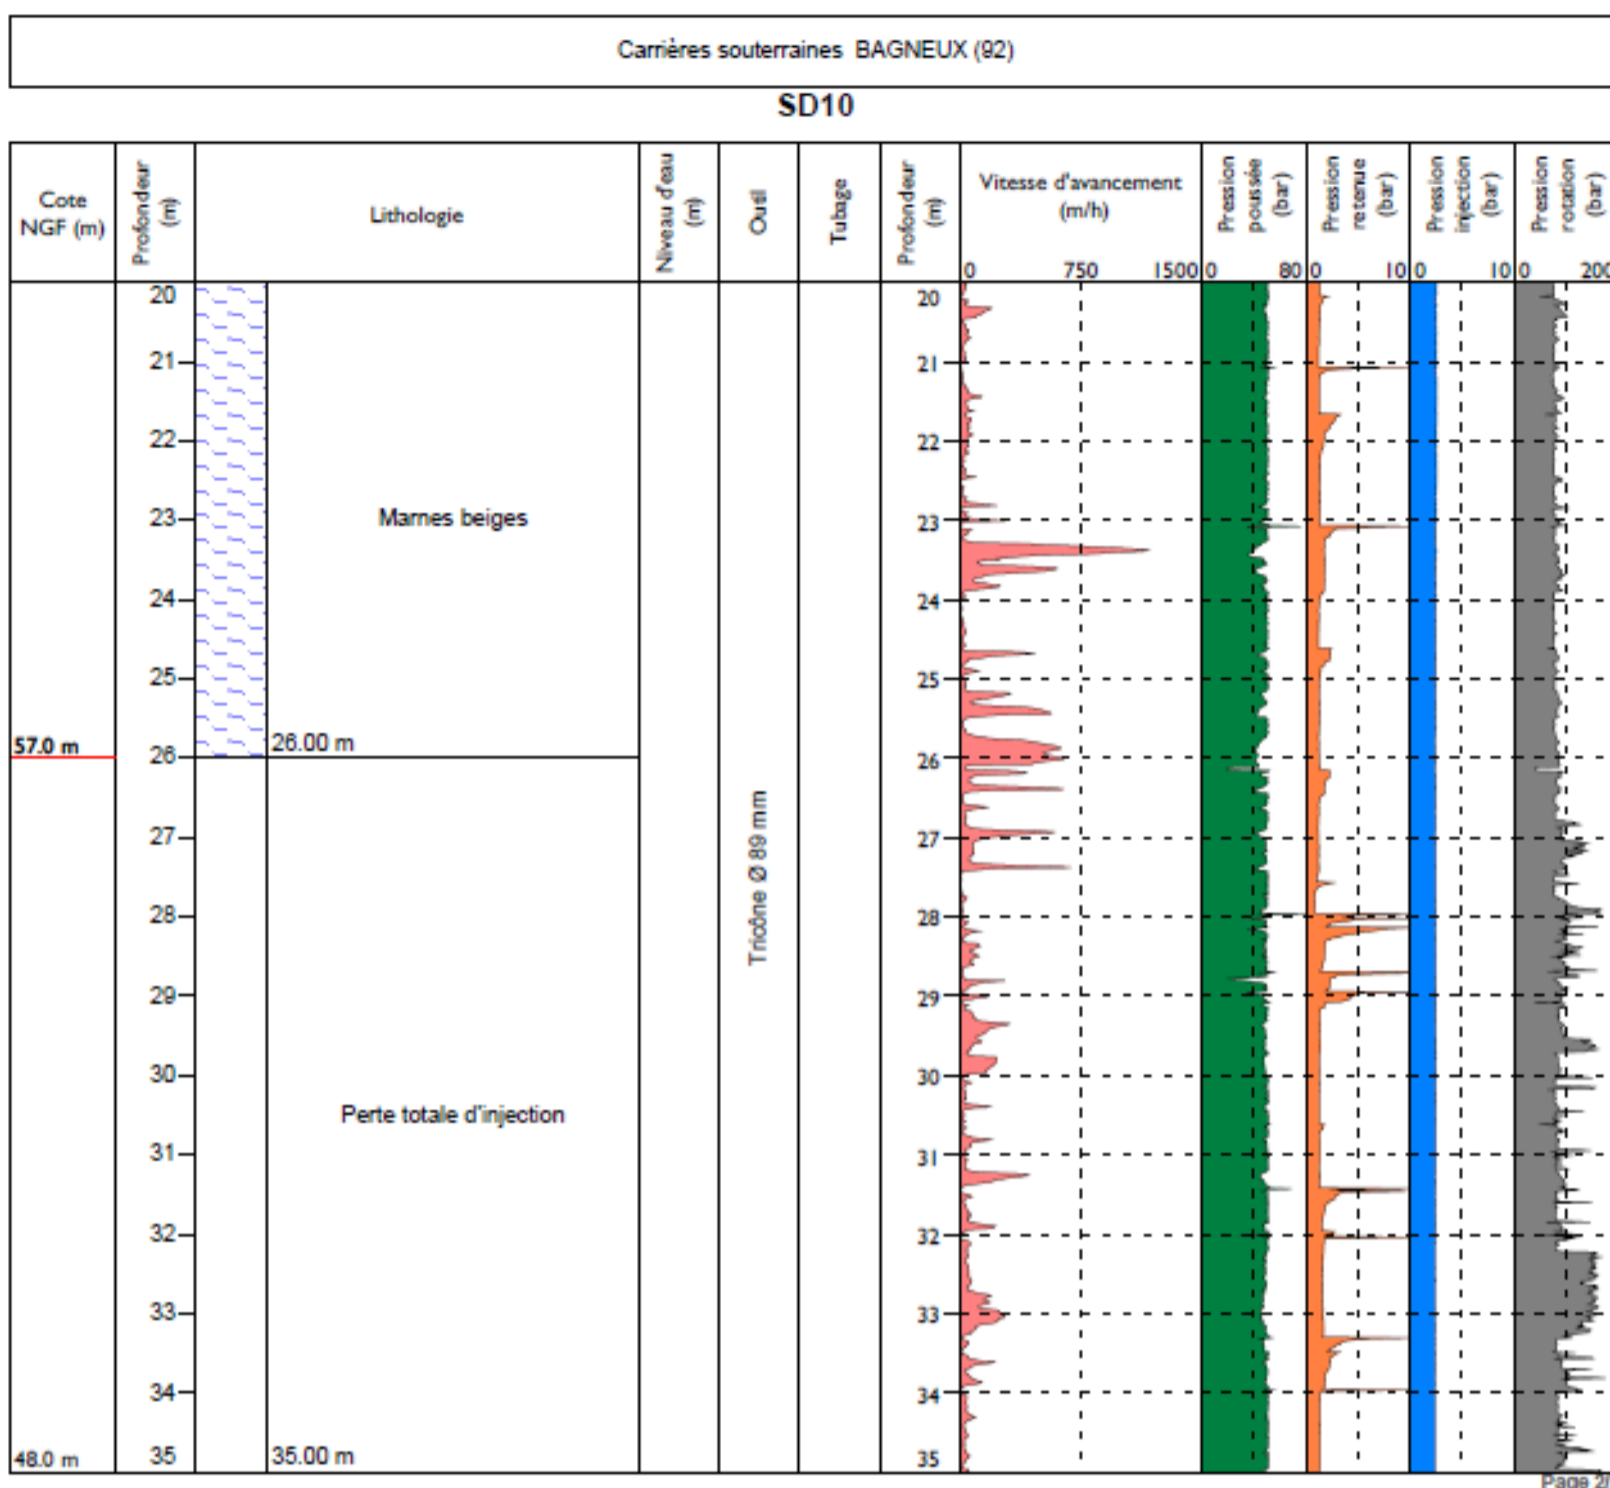 Carrières souterraines BAGNEUX (92)
SD10
Cote
NGF (m)
Profondeur
(m)
Lithologie
Niveau d'eau
(m)
Outil
Tubage
Profondeur
(m)
Vitesse d'avancement
(m/h)
Pression
poussée
(bar)
Pression
retenue
(bar)
Pression
injection
(bar)
Pression
rotation
(bar)
0 750 1500
0 80
0 10
0 10
0 200
20 20
21 21
22 22
23 Marnes beiges 23
24 24
25 25
57.0 m 26 26.00 m 26
27 27
Tricône Ø 89 mm
28 28
29 29
30 30
Perte totale d'injection
31 31
32 32
33 33
34 34
48.0 m 35 35.00 m 35
Page 2/